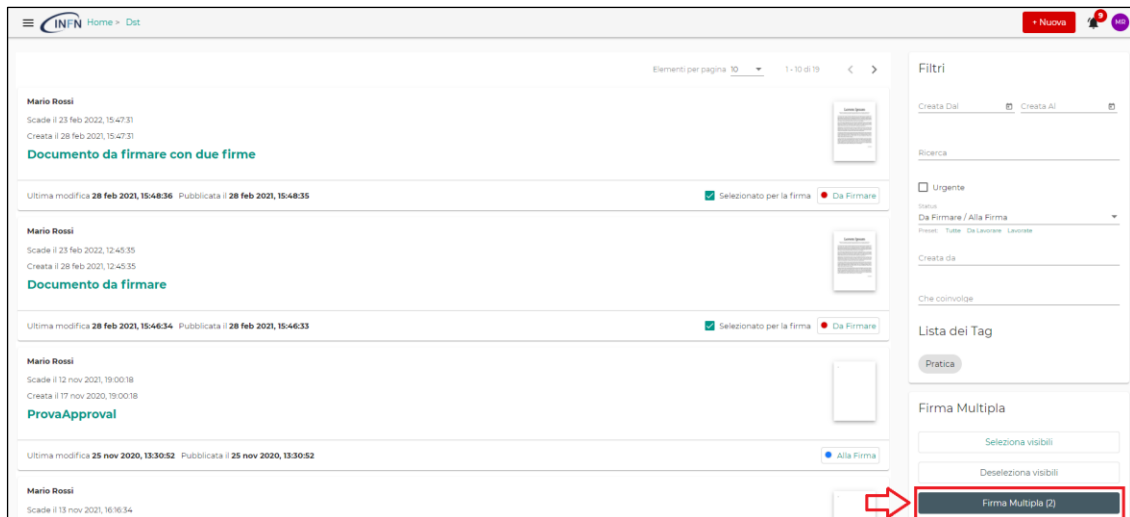 INFN Home > Dst
+ Nuova 9 MR
Elementi per pagina 10 1 - 10 di 19
Mario Rossi
Scade il 23 feb 2022, 15:47:31
Creata il 28 feb 2021, 15:47:31
Documento da firmare con due firme
Ultima modifica 28 feb 2021, 15:48:36 Pubblicata il 28 feb 2021, 15:48:35
Selezionato per la firma Da Firmare
Mario Rossi
Scade il 23 feb 2022, 12:45:35
Creata il 28 feb 2021, 12:45:35
Documento da firmare
Ultima modifica 28 feb 2021, 15:46:34 Pubblicata il 28 feb 2021, 15:46:33
Selezionato per la firma Da Firmare
Mario Rossi
Scade il 12 nov 2021, 19:00:18
Creata il 17 nov 2020, 19:00:18
ProvaApproval
Ultima modifica 25 nov 2020, 13:30:52 Pubblicata il 25 nov 2020, 13:30:52
Alla Firma
Mario Rossi
Scade il 13 nov 2021, 16:16:34
Filtri
Creata Dal Creata Al
Ricerca
Urgente
Status
Da Firmare / Alla Firma
Preset: Tutte Da Lavorare Lavorate
Creata da
Che coinvolge
Lista dei Tag
Pratica
Firma Multipla
Seleziona visibili
Deseleziona visibili
Firma Multipla (2)